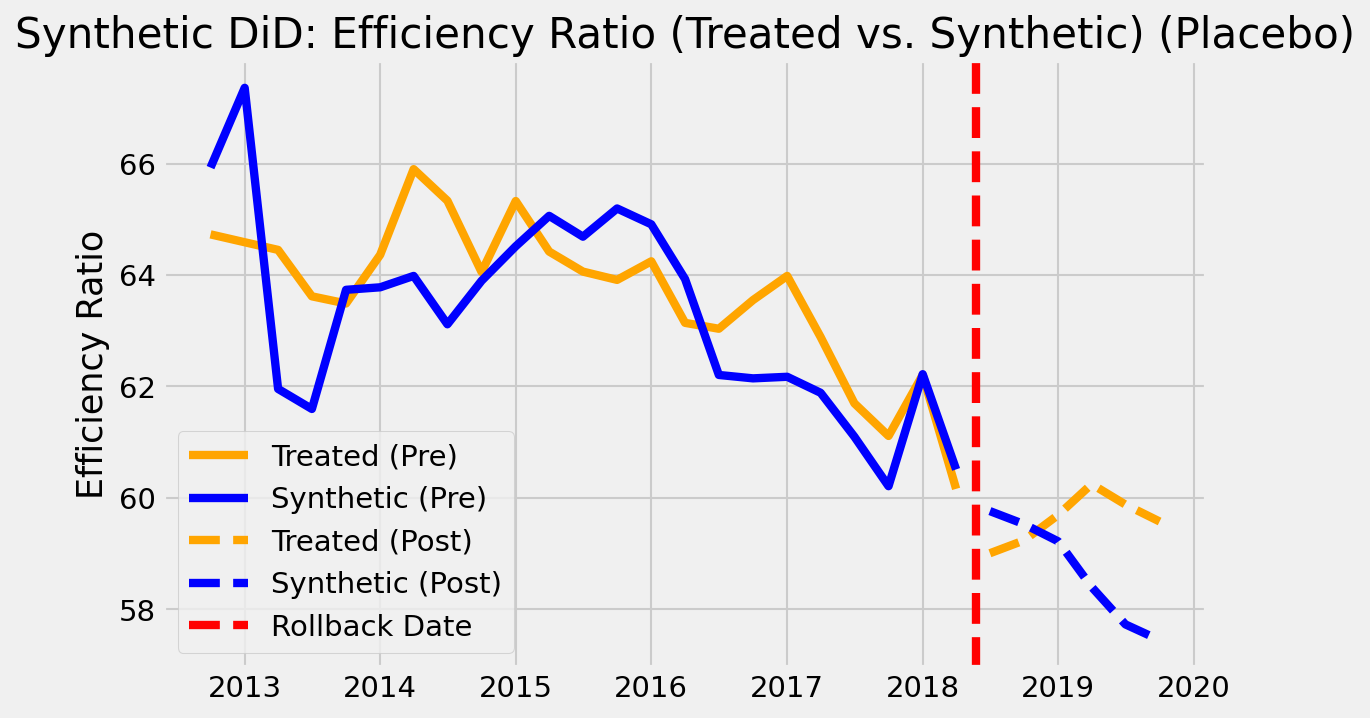 Synthetic DiD: Efficiency Ratio (Treated vs. Synthetic) (Placebo)
Efficiency Ratio
66
64
62
60
58
Treated (Pre)
Synthetic (Pre)
Treated (Post)
Synthetic (Post)
Rollback Date
2013 2014 2015 2016 2017 2018 2019 2020